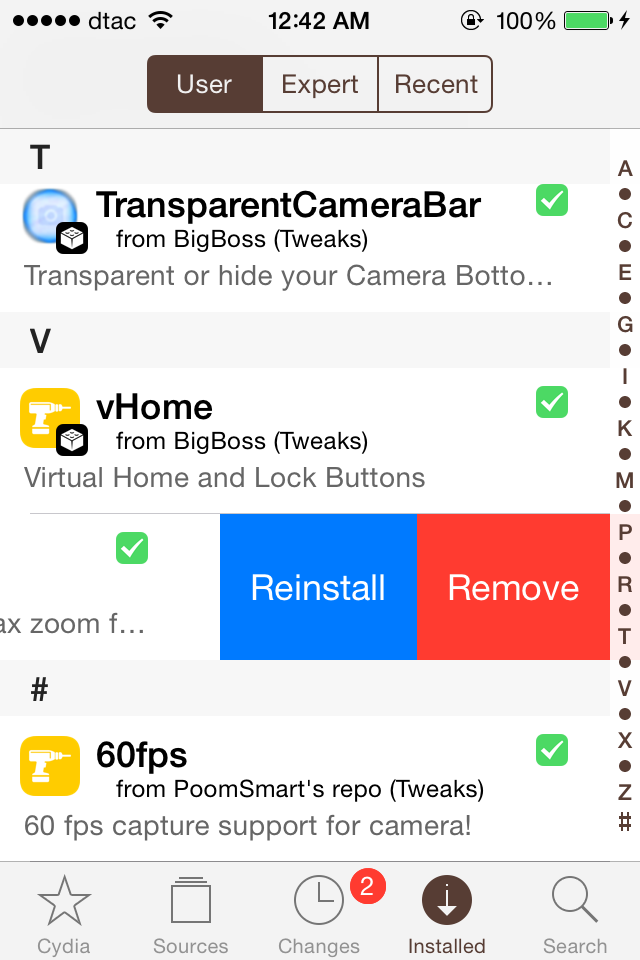 dtac 12:42 AM 100%
User Expert Recent
T
TransparentCameraBar
from BigBoss (Tweaks)
Transparent or hide your Camera Botto...
V
vHome
from BigBoss (Tweaks)
Virtual Home and Lock Buttons
Reinstall Remove
ax zoom f...
#
60fps
from PoomSmart's repo (Tweaks)
60 fps capture support for camera!
A
C
E
G
I
K
M
P
R
T
V
X
Z
#
2
Cydia Sources Changes Installed Search